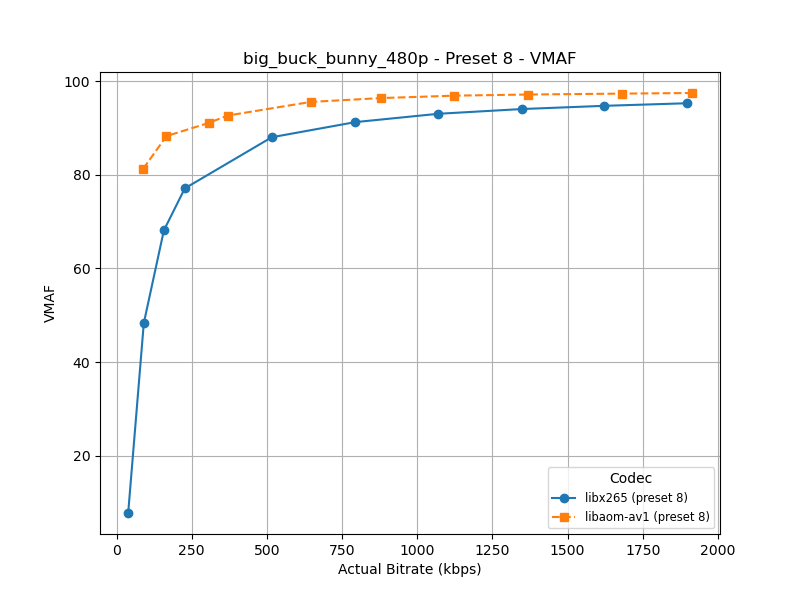 big_buck_bunny_480p - Preset 8 - VMAF
100
80
60
40
20
VMAF
0
250
500
750
1000
1250
1500
1750
2000
Actual Bitrate (kbps)
Codec
libx265 (preset 8)
libaom-av1 (preset 8)